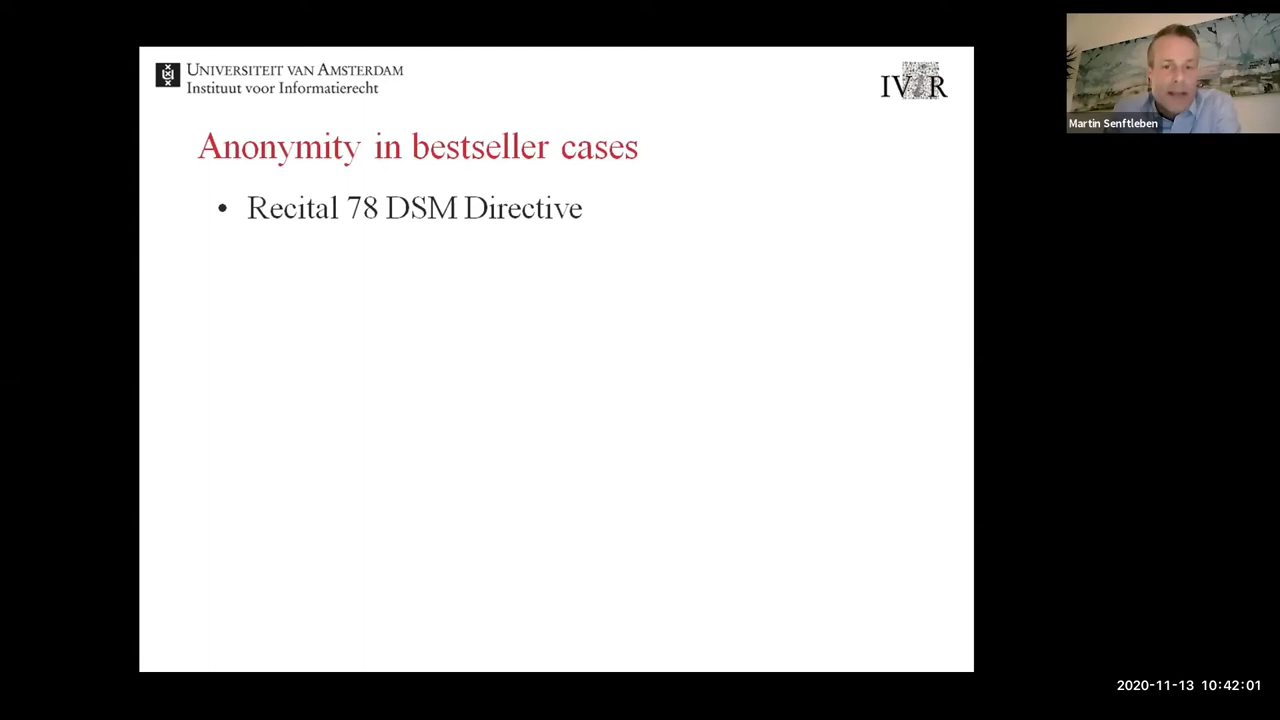 UNIVERSITEIT VAN AMSTERDAM
Instituut voor Informatierecht
IViR
Martin Senftleben
Anonymity in bestseller cases
• Recital 78 DSM Directive
2020-11-13 10:42:01